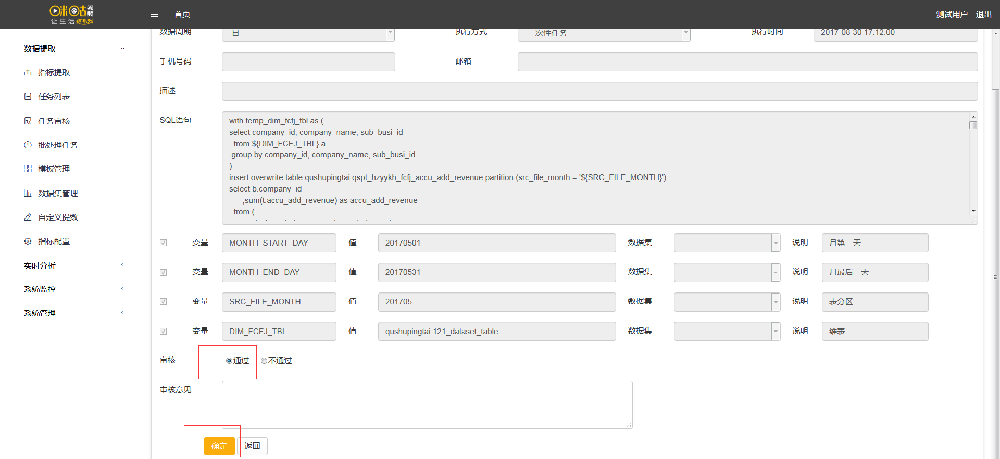 咪咕视频
让生活更有戏
首页
测试用户 退出
数据提取
指标提取
任务列表
任务审核
批处理任务
模板管理
数据集管理
自定义提数
指标配置
实时分析
系统监控
系统管理
数据周期 日 执行方式 一次性任务 执行时间 2017-08-30 17:12:00
手机号码 邮箱
描述
SQL语句
with temp_dim_fcfj_tbl as (
select company_id, company_name, sub_busi_id
from ${DIM_FCFJ_TBL} a
group by company_id, company_name, sub_busi_id
)
insert overwrite table qushupingtai.qspt_hzyykh_fcfj_accu_add_revenue partition (src_file_month = '${SRC_FILE_MONTH}')
select b.company_id
,sum(t.accu_add_revenue) as accu_add_revenue
from (
变量 MONTH_START_DAY 值 20170501 数据集 说明 月第一天
变量 MONTH_END_DAY 值 20170531 数据集 说明 月最后一天
变量 SRC_FILE_MONTH 值 201705 数据集 说明 表分区
变量 DIM_FCFJ_TBL 值 qushupingtai.121_dataset_table 数据集 说明 维表
审核 通过 不通过
审核意见
确定 返回